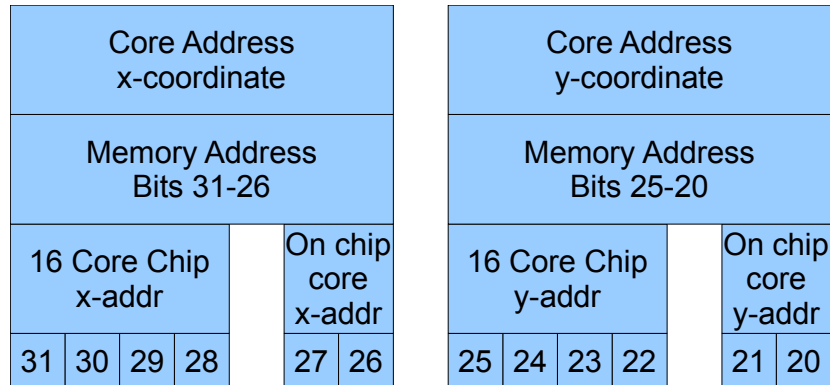 Core Address
x-coordinate
Memory Address
Bits 31-26
16 Core Chip
x-addr
On chip
core
x-addr
31 30 29 28 27 26
Core Address
y-coordinate
Memory Address
Bits 25-20
16 Core Chip
y-addr
On chip
core
y-addr
25 24 23 22 21 20